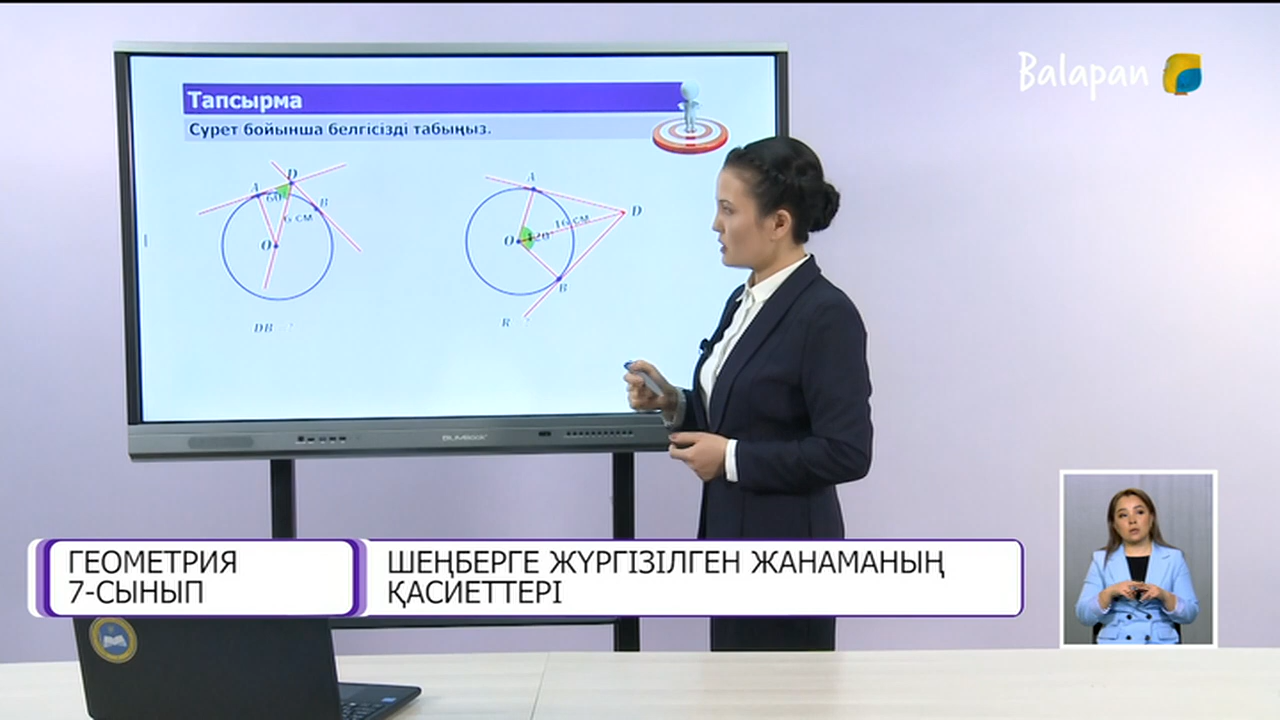 Balapan
Тапсырма
Сурет бойынша белгісізді табыңыз.
D
A
60
B
6 см
O
DB = ?
A
D
16 см
O
120°
B
R = ?
ГЕОМЕТРИЯ
7-СЫНЫП
ШЕҢБЕРГЕ ЖҮРГІЗІЛГЕН ЖАНАМАНЫҢ
ҚАСИЕТТЕРІ